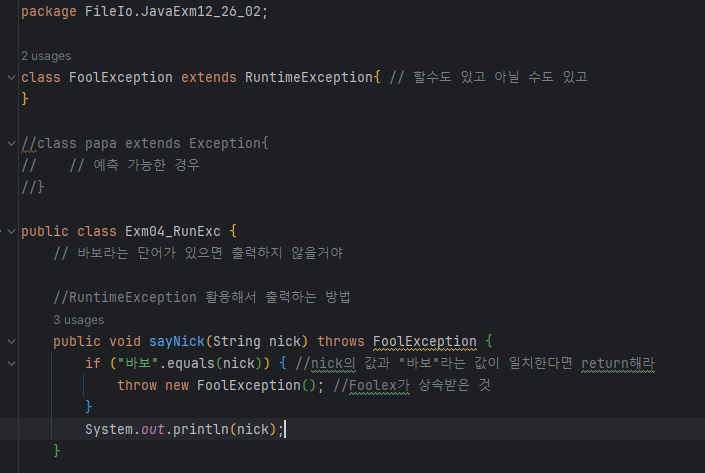 package FileIo.JavaExm12_26_02;
2 usages
class FoolException extends RuntimeException{ // 할수도 있고 아닐 수도 있고
}
//class papa extends Exception{
//    // 예측 가능한 경우
//}
public class Exm04_RunExc {
// 바보라는 단어가 있으면 출력하지 않을거야
//RuntimeException 활용해서 출력하는 방법
3 usages
public void sayNick(String nick) throws FoolException {
if ("바보".equals(nick)) { //nick의 값과 "바보"라는 값이 일치한다면 return해라
throw new FoolException(); //Foolex가 상속받은 것
}
System.out.println(nick);
}